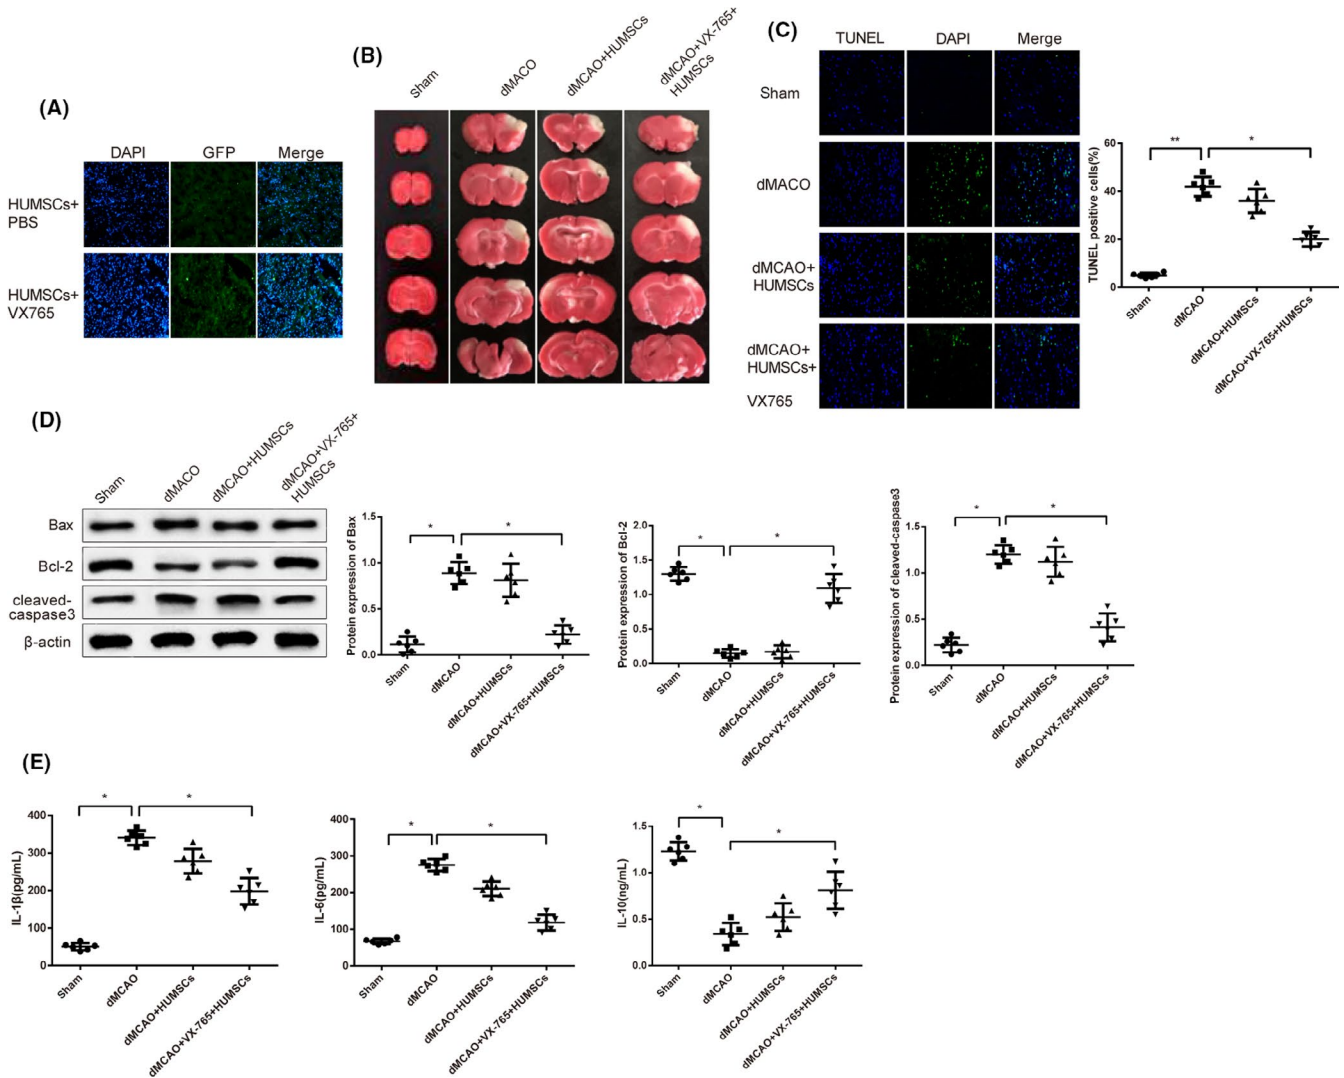 (A)
DAPI
GFP
Merge
HUMSCs+
PBS
HUMSCs+
VX765
(B)
Sham
dMACO
dMCAO+HUMSCs
dMCAO+VX-765+
HUMSCs
(C)
TUNEL
DAPI
Merge
Sham
dMACO
dMCAO+
HUMSCs
dMCAO+
HUMSCs+
VX765
TUNEL positive cells(%)
60
40
20
0
**
*
Sham
dMCAO
dMCAO+HUMSCs
dMCAO+VX-765+HUMSCs
(D)
Sham
dMACO
dMCAO+HUMSCs
dMCAO+VX-765+
HUMSCs
Bax
Bcl-2
cleaved-
caspase3
β-actin
Protein expression of Bax
1.5
1.0
0.5
0.0
*
*
Sham
dMCAO
dMCAO+HUMSCs
dMCAO+VX-765+HUMSCs
Protein expression of Bcl-2
2.0
1.5
1.0
0.5
0.0
*
*
Sham
dMCAO
dMCAO+HUMSCs
dMCAO+VX-765+HUMSCs
Protein expression of cleaved-caspase3
1.5
1.0
0.5
0.0
*
*
Sham
dMCAO
dMCAO+HUMSCs
dMCAO+VX-765+HUMSCs
(E)
IL-1β(pg/mL)
400
300
200
100
0
*
*
Sham
dMCAO
dMCAO+HUMSCs
dMCAO+VX-765+HUMSCs
IL-6(pg/mL)
400
300
200
100
0
*
*
Sham
dMCAO
dMCAO+HUMSCs
dMCAO+VX-765+HUMSCs
IL-10(ng/mL)
1.5
1.0
0.5
0.0
*
*
Sham
dMCAO
dMCAO+HUMSCs
dMCAO+VX-765+HUMSCs